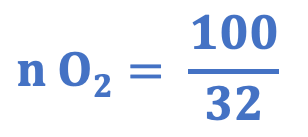 n O₂ = 100/32